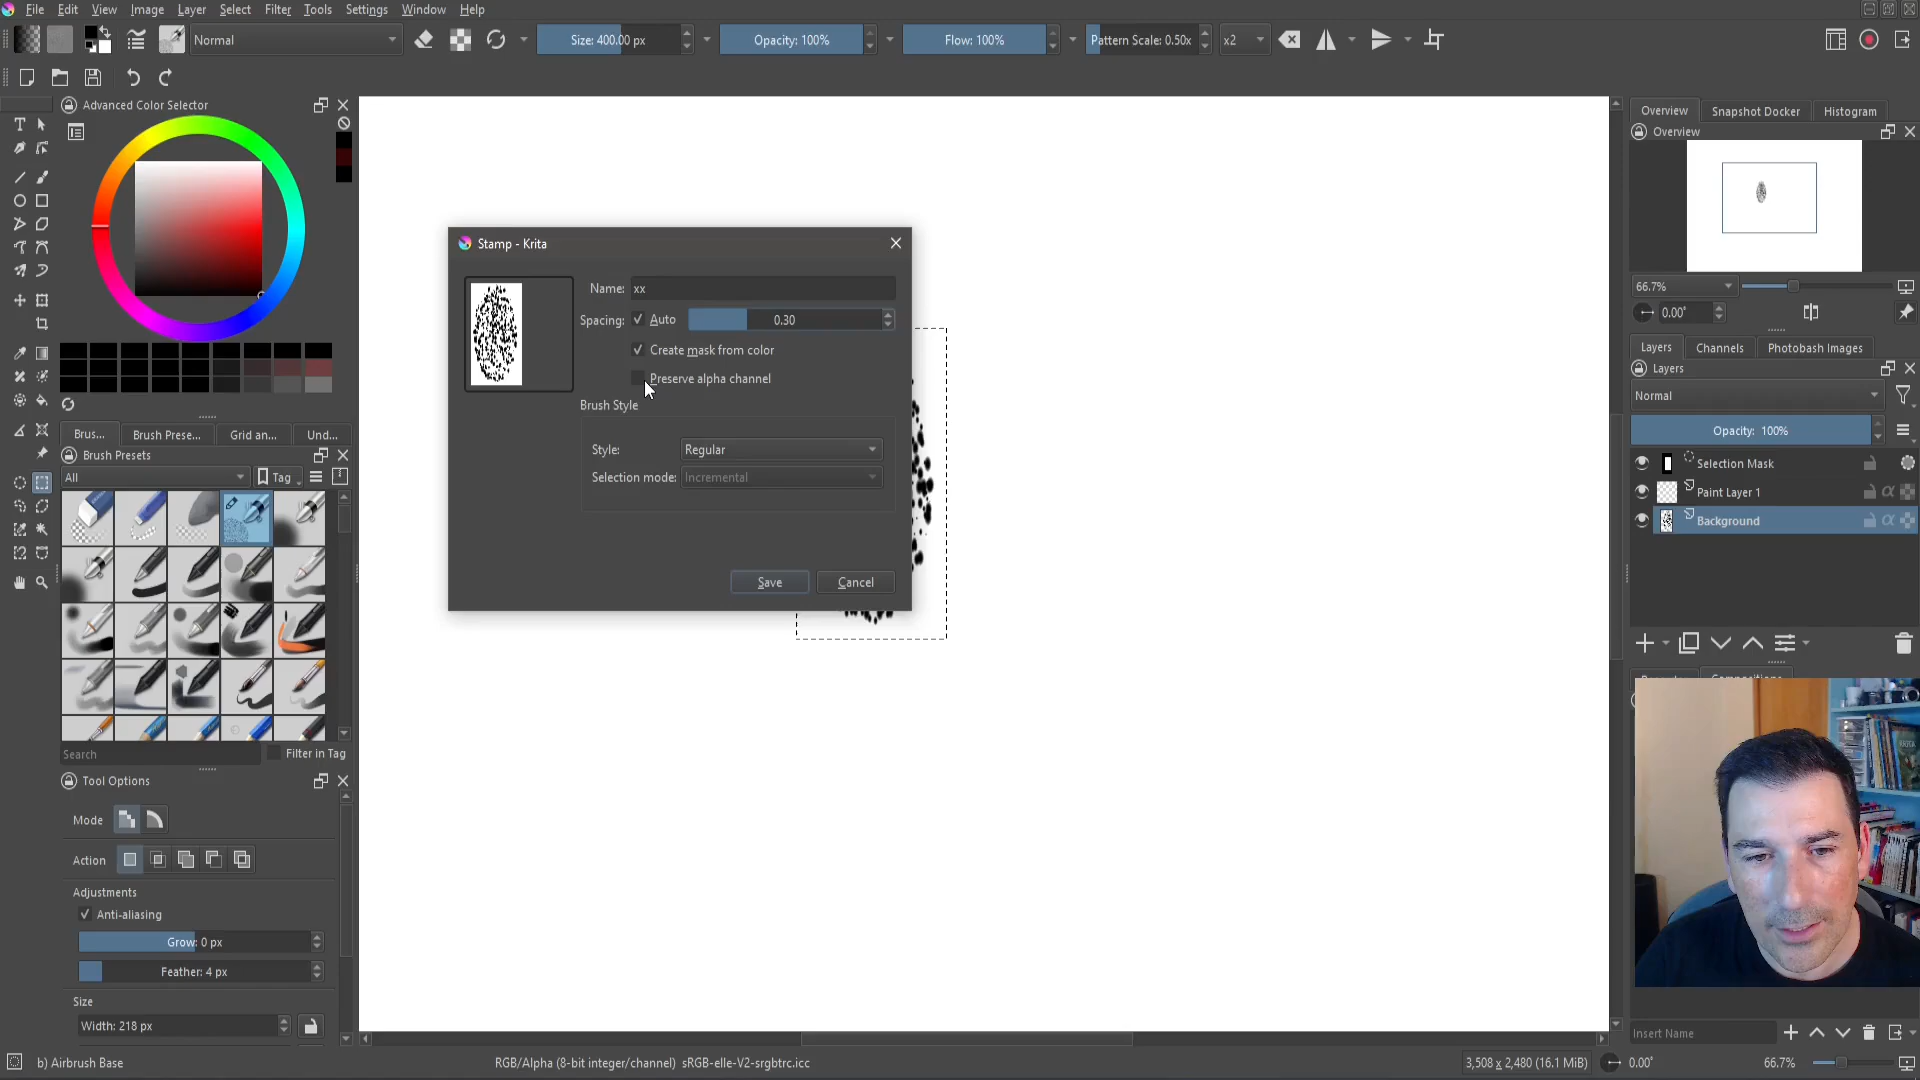 File Edit View Image Layer Select Filter Tools Settings Window Help
Normal Size: 400.00 px Opacity: 100% Flow: 100% Pattern Scale: 0.50x x2
Advanced Color Selector
Overview Snapshot Docker Histogram
Overview
Stamp - Krita
Name: xx
Spacing: Auto 0.30
Create mask from color
Preserve alpha channel
Brush Style
Style: Regular
Selection mode: Incremental
Save Cancel
66.7%
0.00°
Layers Channels Photobash Images
Layers
Normal
Opacity: 100%
Selection Mask
Paint Layer 1
Background
Brus... Brush Prese... Grid an... Und...
Brush Presets
All Tag
Search Filter in Tag
Tool Options
Mode
Action
Adjustments
Anti-aliasing
Grow: 0 px
Feather: 4 px
Size
Width: 218 px
Insert Name
b) Airbrush Base RGB/Alpha (8-bit integer/channel) sRGB-elle-V2-srgbtrc.icc 3,508 x 2,480 (16.1 MiB) 0.00° 66.7%